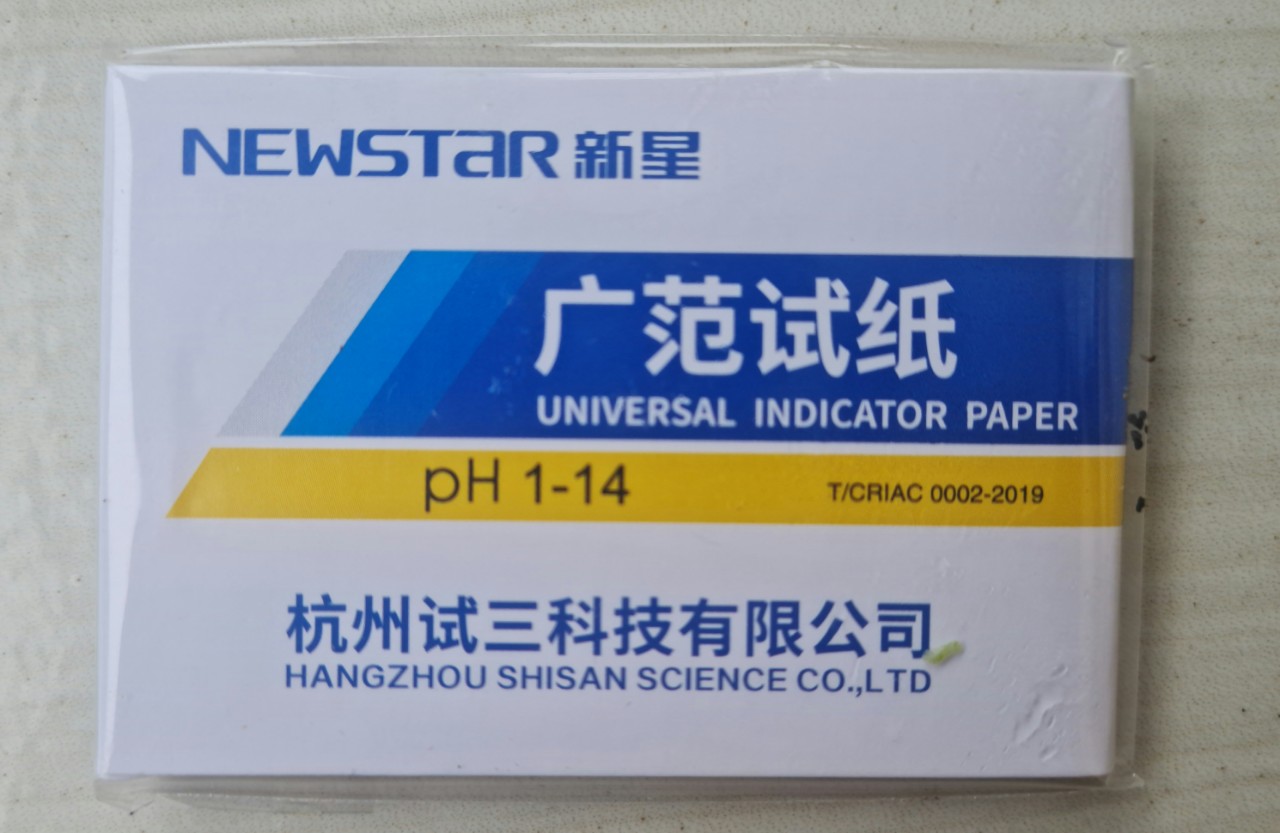 NEWSTAR 新星
广范试纸
UNIVERSAL INDICATOR PAPER
pH 1-14 T/CRIAC 0002-2019
杭州试三科技有限公司
HANGZHOU SHISAN SCIENCE CO.,LTD